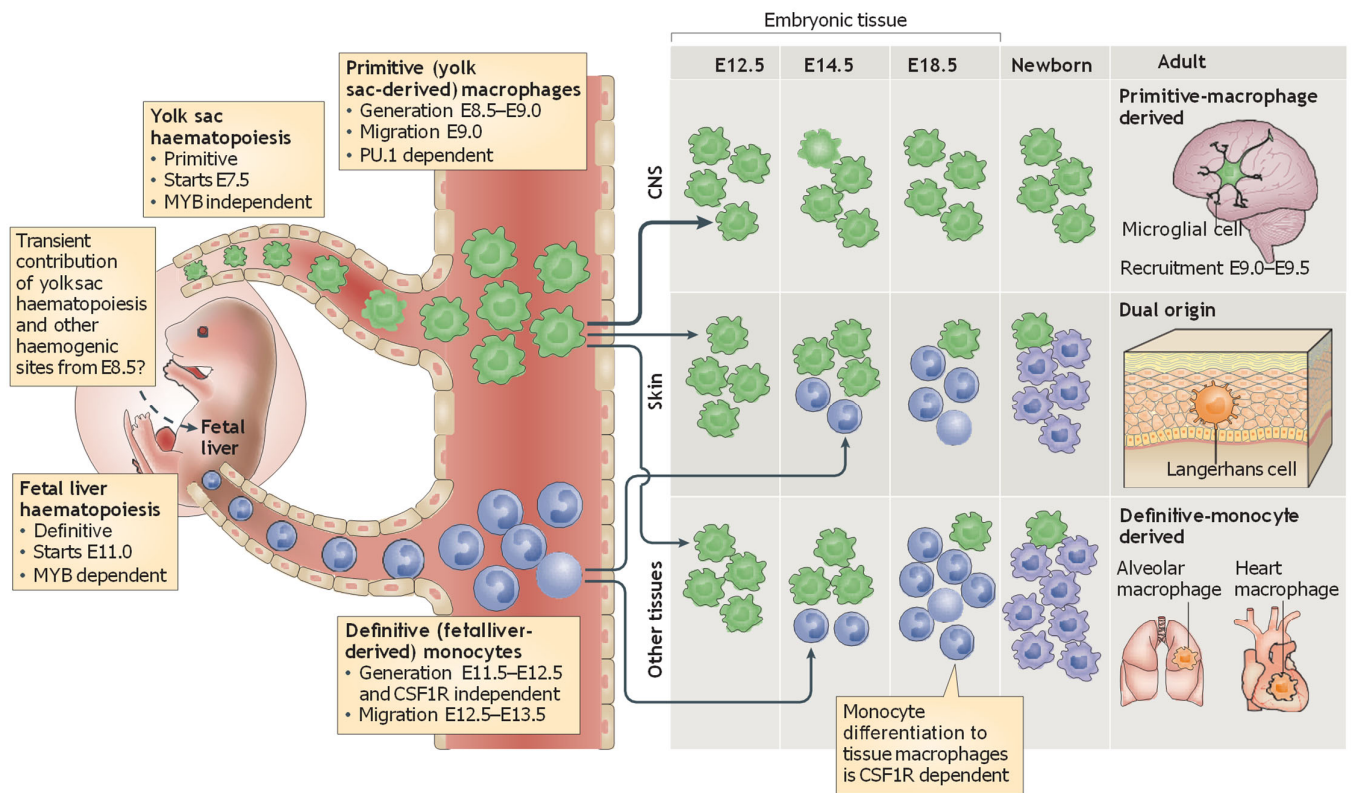 Embryonic tissue
E12.5
E14.5
E18.5
Newborn
Adult
Primitive (yolk
sac-derived) macrophages
• Generation E8.5–E9.0
• Migration E9.0
• PU.1 dependent
Yolk sac
haematopoiesis
• Primitive
• Starts E7.5
• MYB independent
Transient
contribution
of yolksac
haematopoiesis
and other
haemogenic
sites from E8.5?
Fetal
liver
Fetal liver
haematopoiesis
• Definitive
• Starts E11.0
• MYB dependent
Definitive (fetalliver-
derived) monocytes
• Generation E11.5–E12.5
and CSF1R independent
• Migration E12.5–E13.5
CNS
Primitive-macrophage
derived
Microglial cell
Recruitment E9.0–E9.5
Skin
Dual origin
Langerhans cell
Other tissues
Definitive-monocyte
derived
Alveolar
macrophage
Heart
macrophage
Monocyte
differentiation to
tissue macrophages
is CSF1R dependent